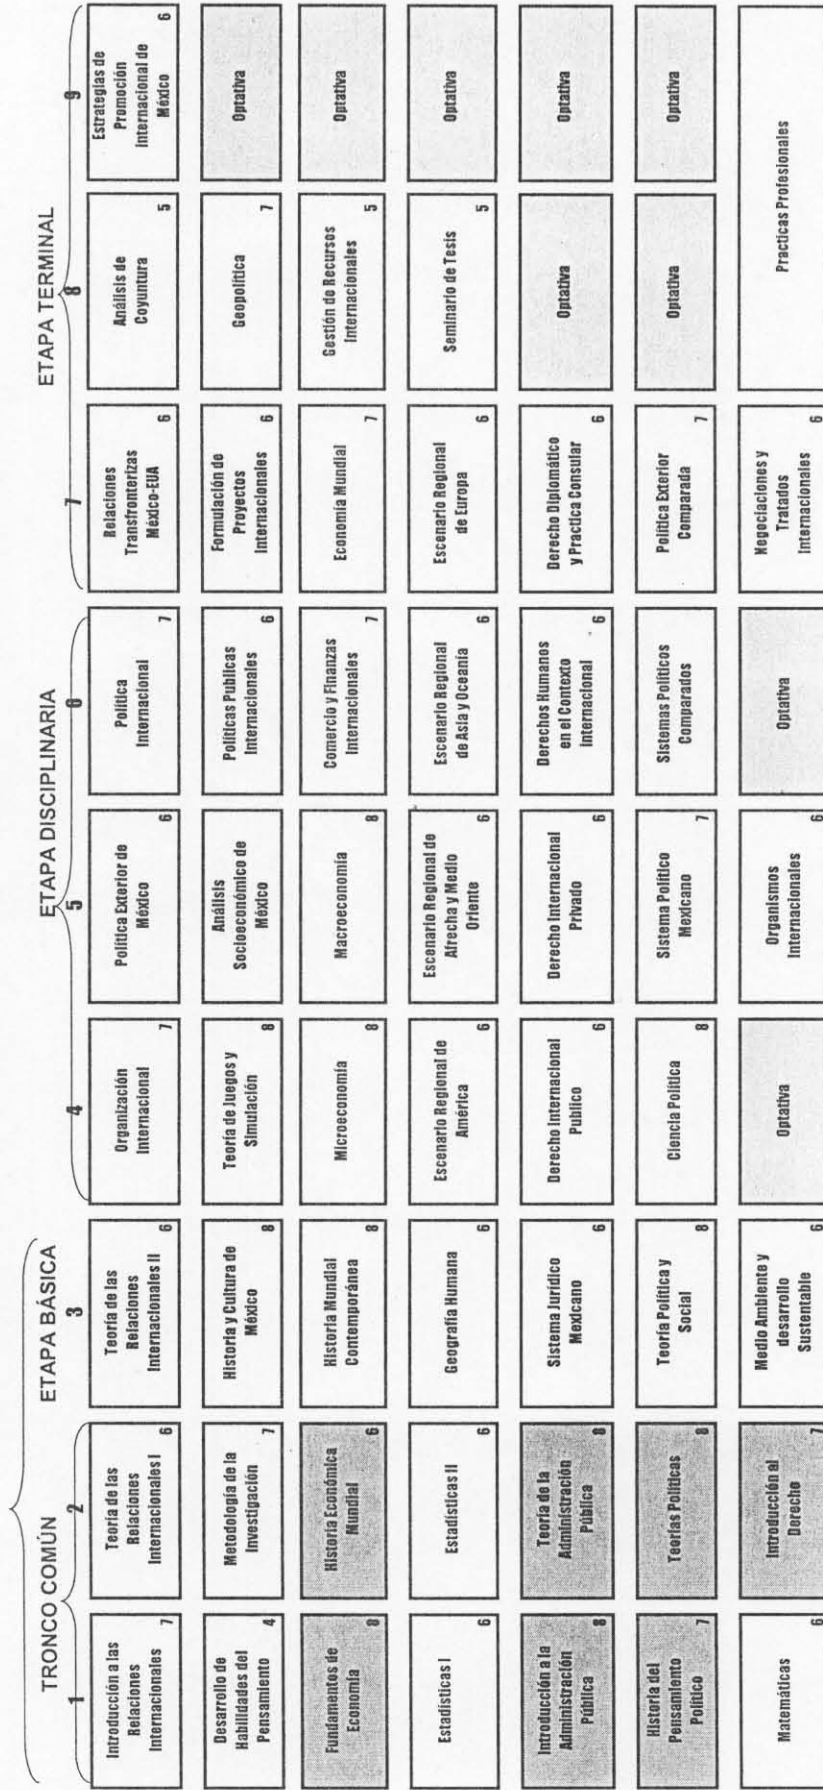 TRONCO COMÚN
ETAPA BÁSICA
ETAPA DISCIPLINARIA
ETAPA TERMINAL
1
2
3
4
5
6
7
8
9
Introducción a las
Relaciones
Internacionales
7
Teoría de las
Relaciones
Internacionales I
6
Teoría de las
Relaciones
Internacionales II
6
Organización
Internacional
7
Política Exterior de
México
6
Política
Internacional
7
Relaciones
Transfronterizas
México-EUA
6
Análisis de
Coyuntura
5
Estrategias de
Promoción
Internacional de
México
6
Desarrollo de
Habilidades del
Pensamiento
4
Metodología de la
Investigación
7
Historia y Cultura de
México
8
Teoría de Juegos y
Simulación
8
Análisis
Socioeconómico de
México
6
Políticas Publicas
Internacionales
6
Formulación de
Proyectos
Internacionales
6
Geopolítica
7
Optativa
Fundamentos de
Economía
8
Historia Económica
Mundial
6
Historia Mundial
Contemporánea
8
Microeconomía
8
Macroeconomía
8
Comercio y Finanzas
Internacionales
7
Economía Mundial
7
Gestión de Recursos
Internacionales
5
Optativa
Estadísticas I
6
Estadísticas II
6
Geografía Humana
6
Escenario Regional de
América
6
Escenario Regional de
Afrecha y Medio
Oriente
6
Escenario Regional
de Asia y Oceanía
6
Escenario Regional
de Europa
6
Seminario de Tesis
5
Optativa
Introducción a la
Administración
Pública
8
Teoría de la
Administración
Pública
8
Sistema Jurídico
Mexicano
6
Derecho Internacional
Publico
6
Derecho Internacional
Privado
6
Derechos Humanos
en el Contexto
Internacional
6
Derecho Diplomático
y Practica Consular
6
Optativa
Optativa
Historia del
Pensamiento
Político
7
Teorías Políticas
8
Teoría Política y
Social
8
Ciencia Política
8
Sistema Político
Mexicano
7
Sistemas Políticos
Comparados
Política Exterior
Comparada
7
Optativa
Optativa
Matemáticas
6
Introducción al
Derecho
7
Medio Ambiente y
desarrollo
Sustentable
6
Optativa
Organismos
Internacionales
6
Optativa
Negociaciones y
Tratados
Internacionales
6
Practicas Profesionales